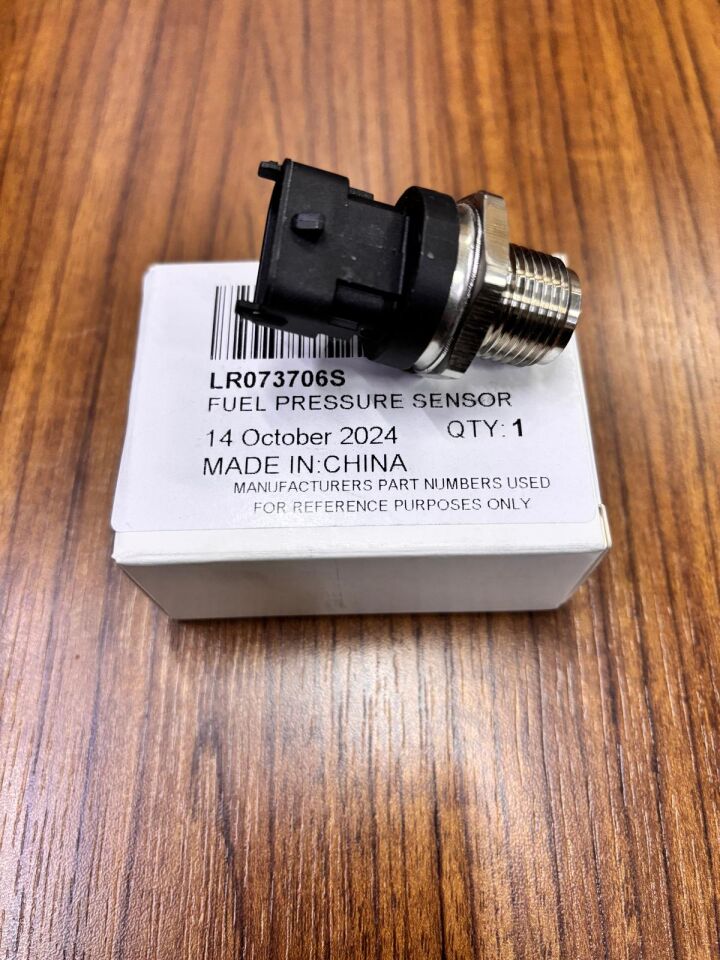 LR073706S
FUEL PRESSURE SENSOR
14 October 2024 QTY: 1
MADE IN:CHINA
MANUFACTURERS PART NUMBERS USED
FOR REFERENCE PURPOSES ONLY